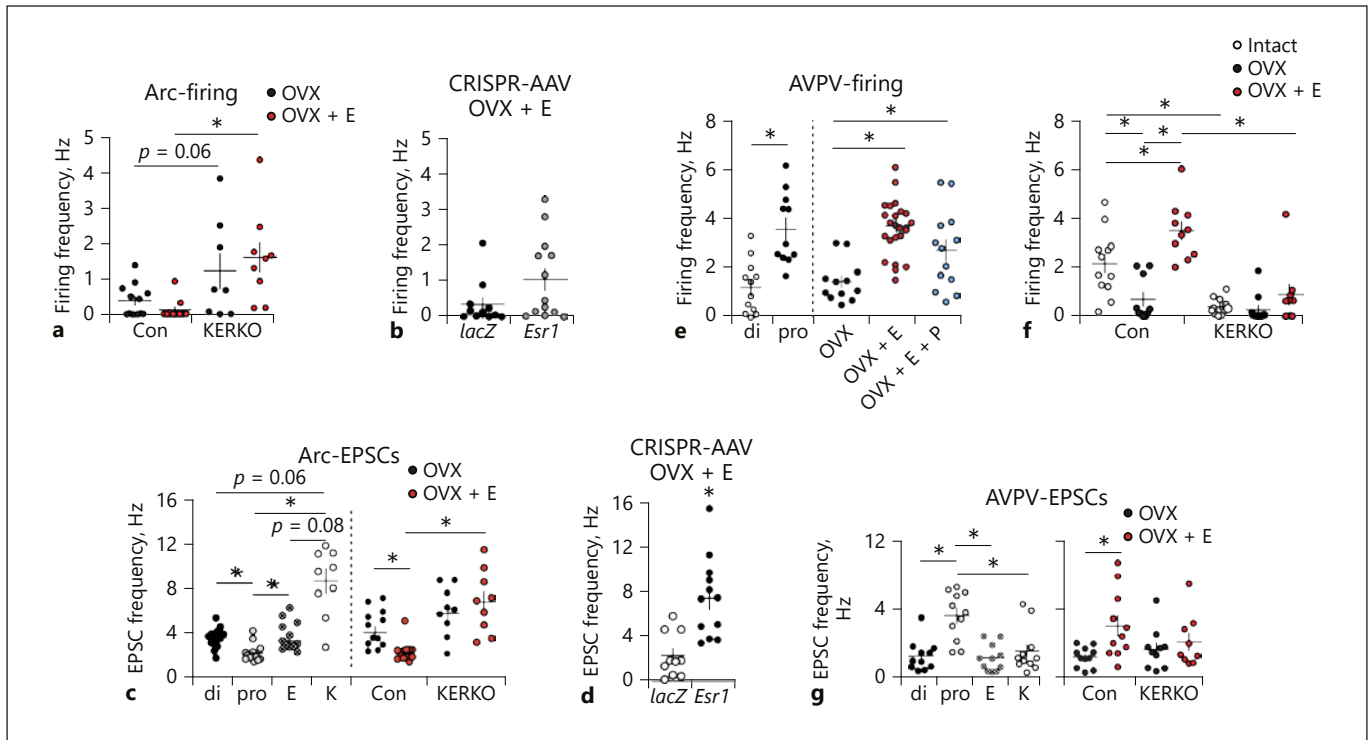 Arc-firing
OVX
OVX + E
Firing frequency, Hz
5
4
3
2
1
0
*
p = 0.06
Con KERKO
a
CRISPR-AAV
OVX + E
Firing frequency, Hz
5
4
3
2
1
0
lacZ Esr1
b
AVPV-firing
Firing frequency, Hz
8
6
4
2
0
*
*
*
di pro OVX OVX + E OVX + E + P
e
Intact
OVX
OVX + E
Firing frequency, Hz
8
6
4
2
0
*
* * *
*
Con KERKO
f
Arc-EPSCs
OVX
OVX + E
EPSC frequency, Hz
16
12
8
4
0
p = 0.06
*
p = 0.08
* *
* *
di pro E K Con KERKO
c
CRISPR-AAV
OVX + E
EPSC frequency, Hz
16
12
8
4
0
*
lacZ Esr1
d
AVPV-EPSCs
OVX
OVX + E
EPSC frequency,
Hz
12
4
0
* *
*
*
di pro E K Con KERKO
g